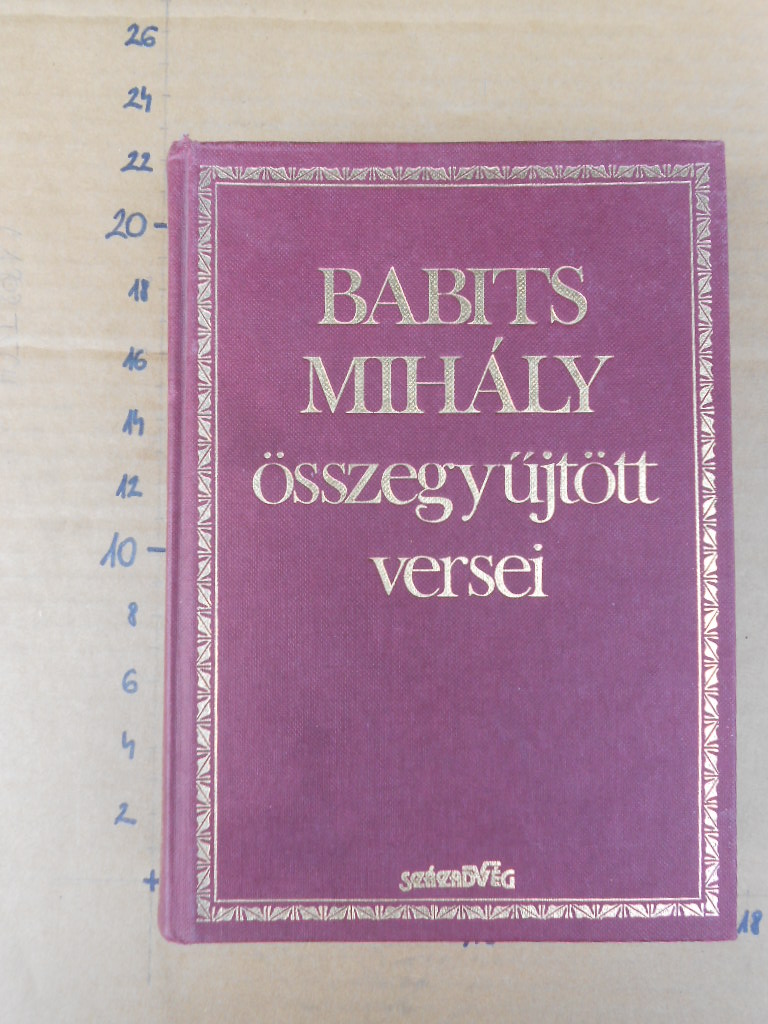 26
24
22
20
18
16
14
12
10
8
6
4
2
BABITS
MIHÁLY
összegyűjtött
versei
SZÁZADVÉG
18